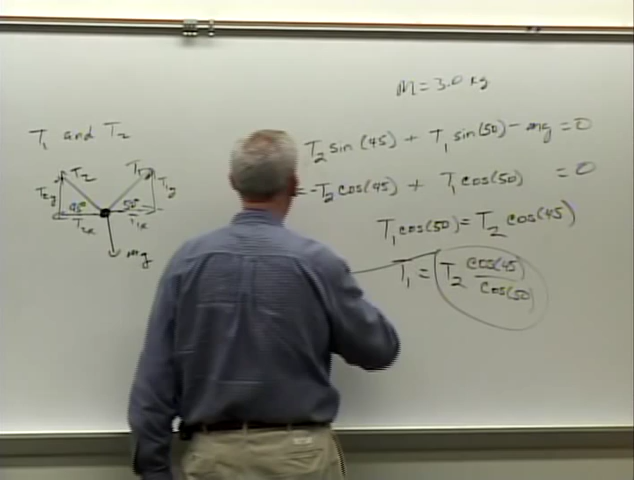 M = 3.0 kg
T₁ and T₂
T₂ sin (45) + T₁ sin(50) - mg = 0
= -T₂ cos(45) + T₁ cos(50) = 0
T₁ cos(50) = T₂ cos(45)
T₁ = T₂ cos(45)/cos(50)
T₂ T₁
T₂y T₁y
45° 50°
T₂x T₁x
mg